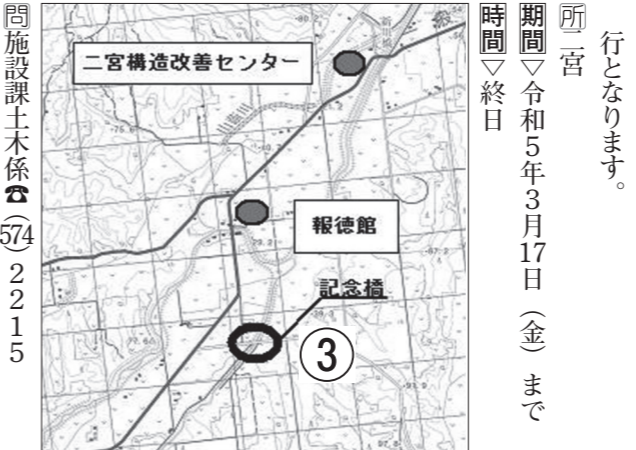 行となります。
所二宮
期間▽令和5年3月17日（金）まで
時間▽終日
二宮構造改善センター
報徳館
記念橋
③
問施設課土木係☎(574)2215